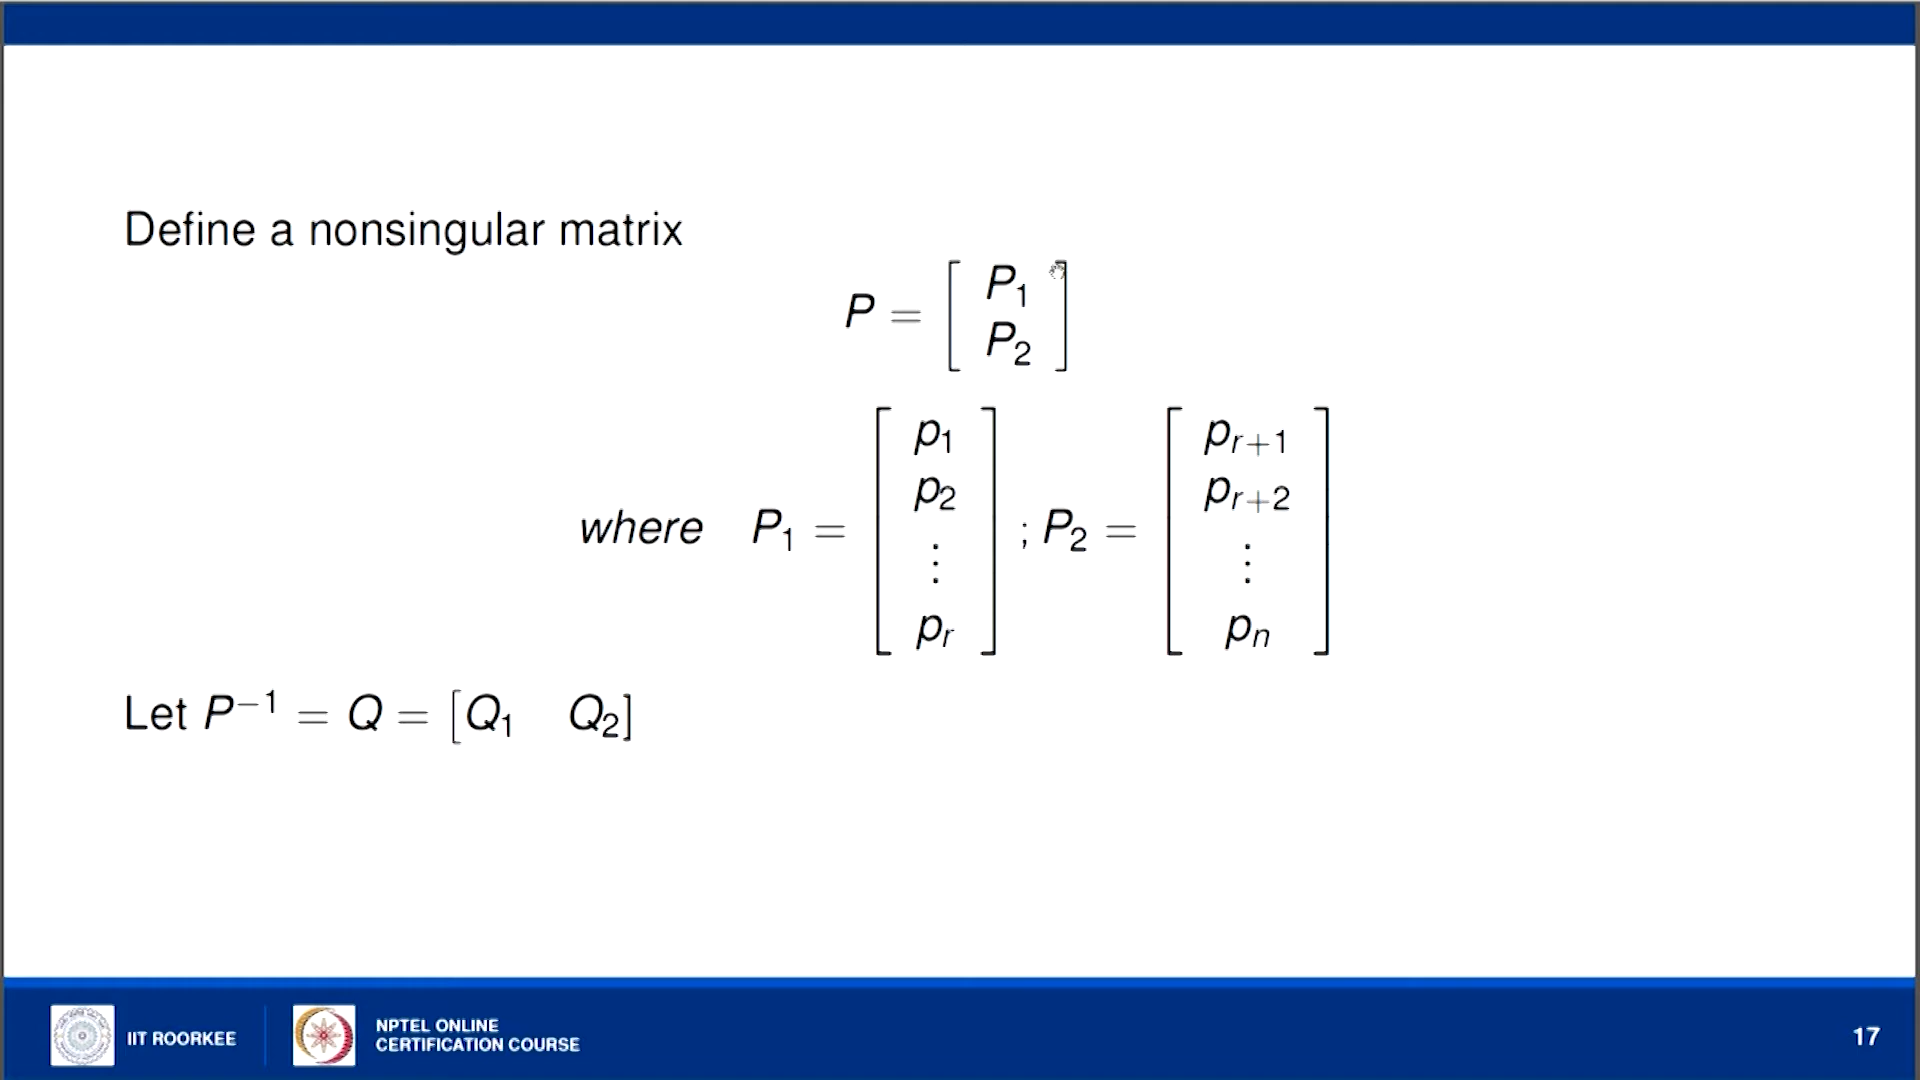 Define a nonsingular matrix
P = [ P₁
P₂ ]
where P₁ = [ p₁ p₂ ⋮ pᵣ ] ; P₂ = [ pᵣ₊₁ pᵣ₊₂ ⋮ pₙ ]
Let P⁻¹ = Q = [Q₁ Q₂]
IIT ROORKEE
NPTEL ONLINE
CERTIFICATION COURSE
17